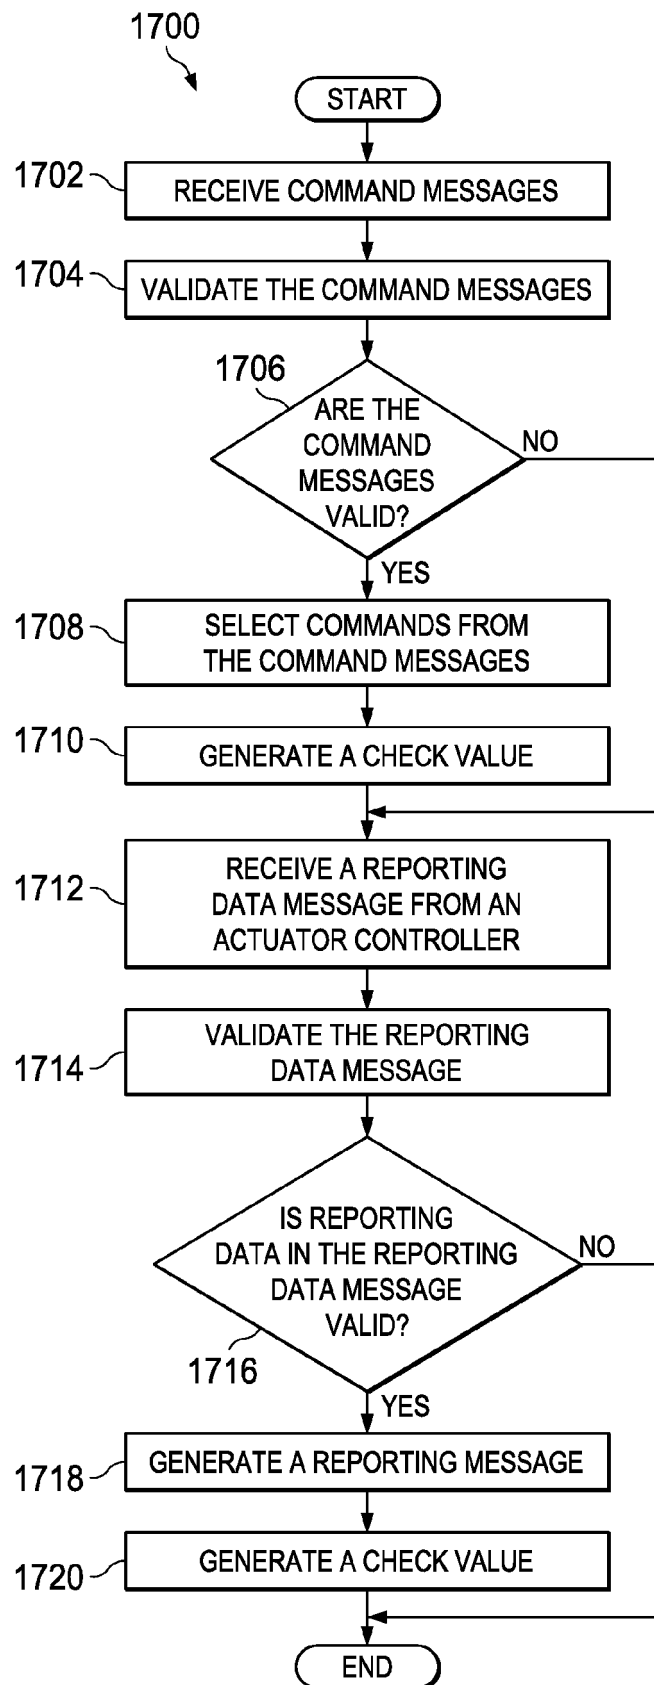 1700
START
1702
RECEIVE COMMAND MESSAGES
1704
VALIDATE THE COMMAND MESSAGES
1706
ARE THE
COMMAND
MESSAGES
VALID?
NO
YES
1708
SELECT COMMANDS FROM
THE COMMAND MESSAGES
1710
GENERATE A CHECK VALUE
1712
RECEIVE A REPORTING
DATA MESSAGE FROM AN
ACTUATOR CONTROLLER
1714
VALIDATE THE REPORTING
DATA MESSAGE
IS REPORTING
DATA IN THE REPORTING
DATA MESSAGE
VALID?
NO
1716
YES
1718
GENERATE A REPORTING MESSAGE
1720
GENERATE A CHECK VALUE
END